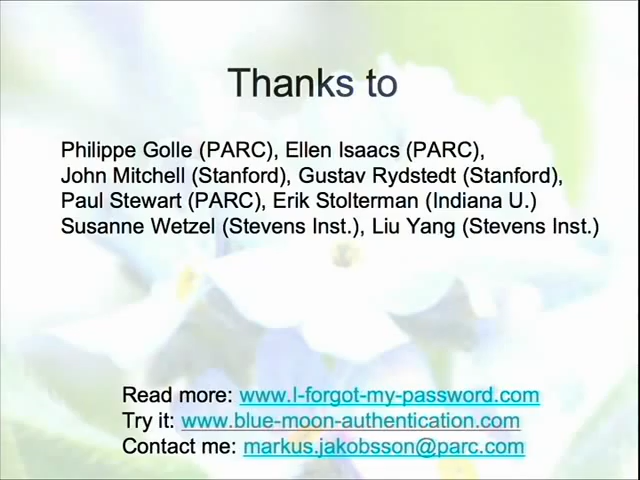 Thanks to
Philippe Golle (PARC), Ellen Isaacs (PARC),
John Mitchell (Stanford), Gustav Rydstedt (Stanford),
Paul Stewart (PARC), Erik Stolterman (Indiana U.)
Susanne Wetzel (Stevens Inst.), Liu Yang (Stevens Inst.)
Read more: www.I-forgot-my-password.com
Try it: www.blue-moon-authentication.com
Contact me: markus.jakobsson@parc.com